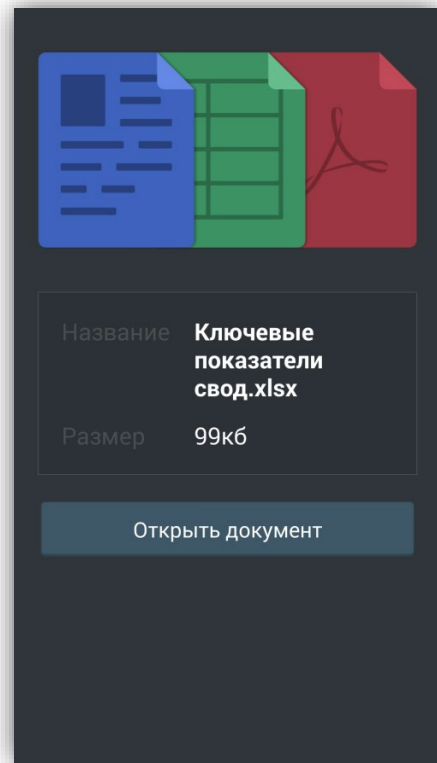 Название Ключевые
показатели
свод.xlsx
Размер 99кб
Открыть документ